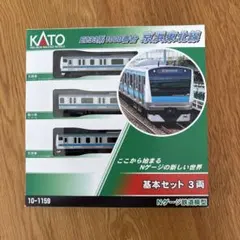 KATO
E233系 1000番台 京浜東北線
ここから始まる
Nゲージの新しい世界
基本セット 3両
10-1159
Nゲージ鉄道模型